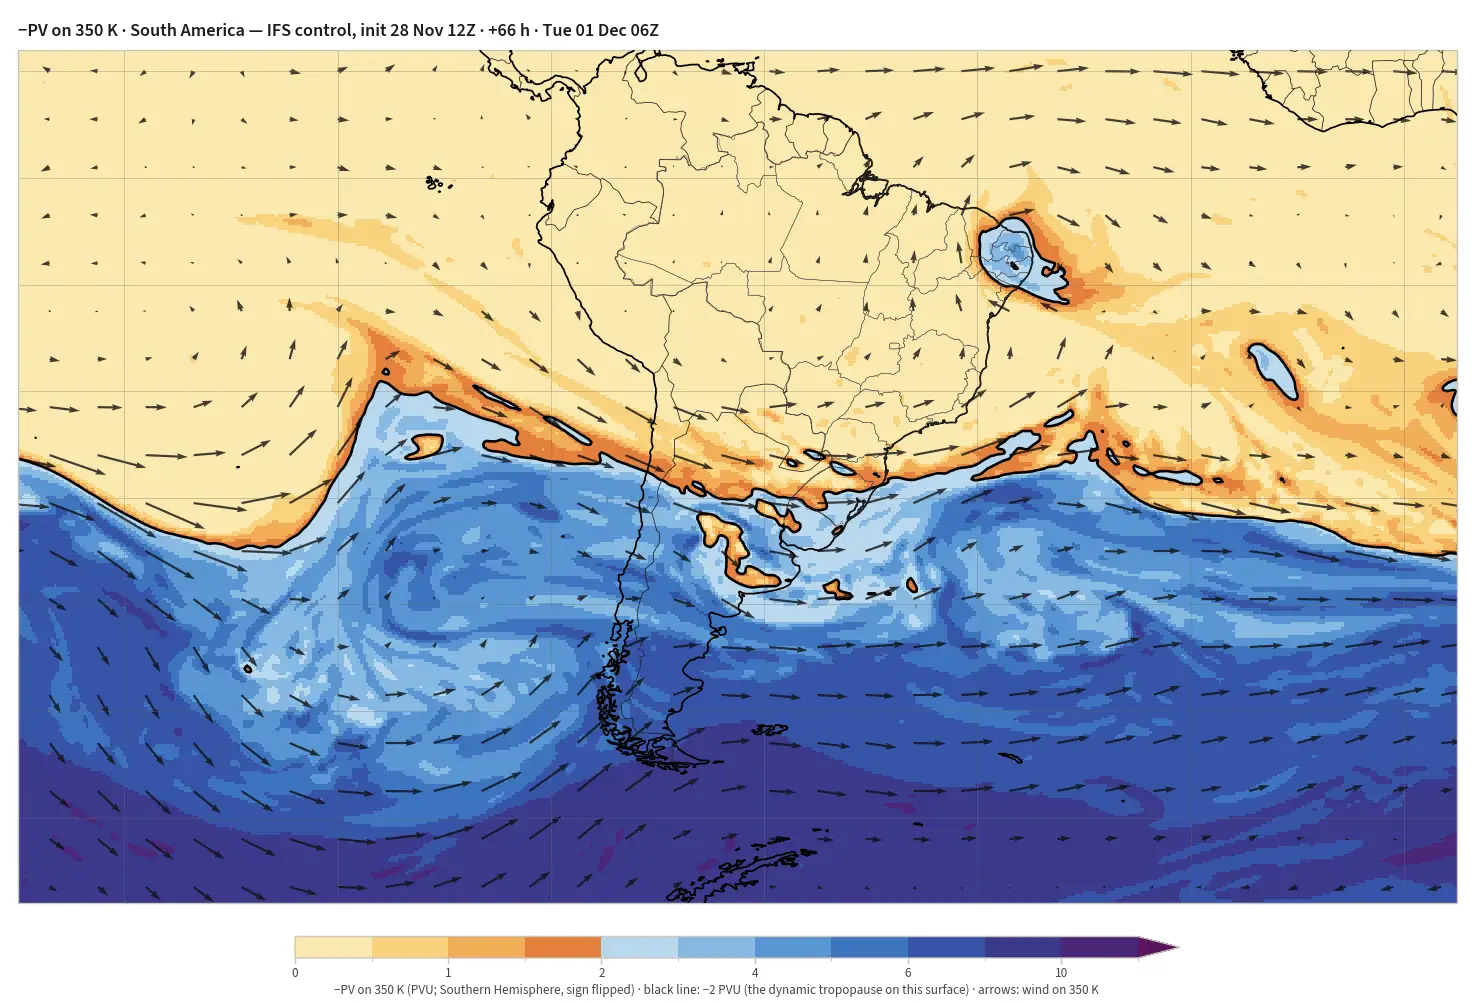 −PV on 350 K · South America — IFS control, init 28 Nov 12Z · +66 h · Tue 01 Dec 06Z
0 1 2 4 6 10
−PV on 350 K (PVU; Southern Hemisphere, sign flipped) · black line: −2 PVU (the dynamic tropopause on this surface) · arrows: wind on 350 K